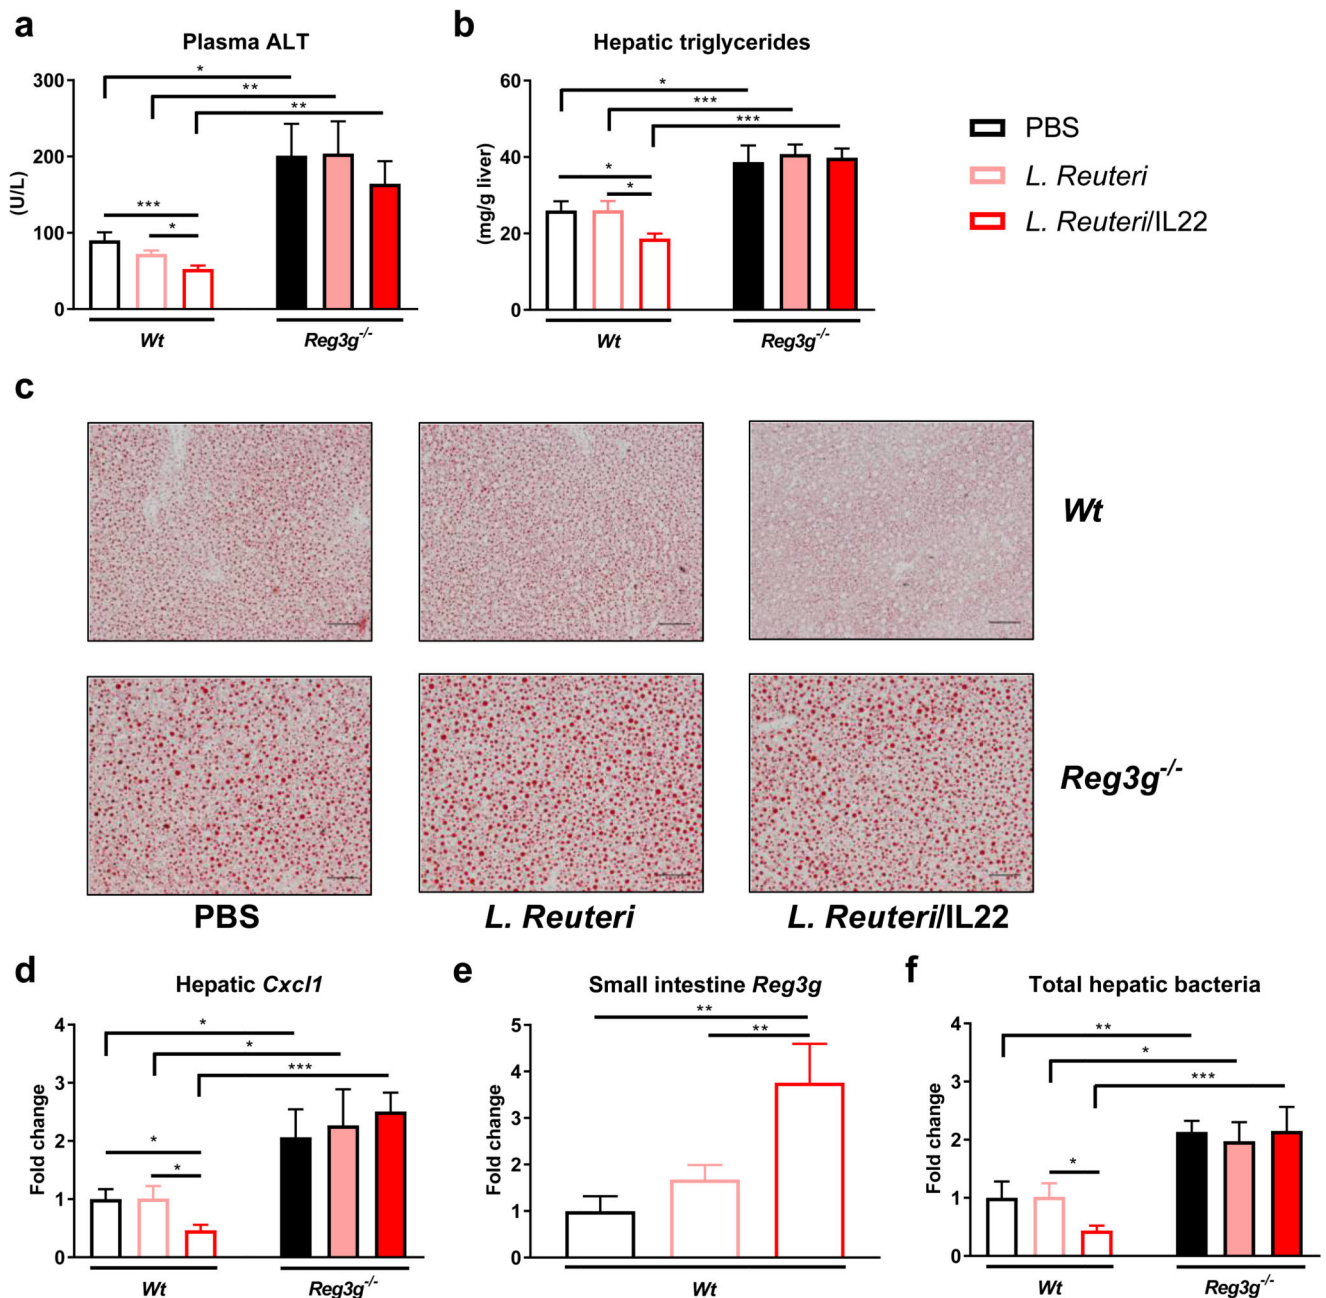 a
Plasma ALT
(U/L)
300
200
100
0
*
**
**
***
*
Wt
Reg3g-/-
b
Hepatic triglycerides
(mg/g liver)
60
40
20
0
*
***
***
*
*
Wt
Reg3g-/-
PBS
L. Reuteri
L. Reuteri/IL22
c
Wt
Reg3g-/-
PBS
L. Reuteri
L. Reuteri/IL22
d
Hepatic Cxcl1
Fold change
4
3
2
1
0
*
*
***
*
*
Wt
Reg3g-/-
e
Small intestine Reg3g
Fold change
5
4
3
2
1
0
**
**
Wt
f
Total hepatic bacteria
Fold change
4
3
2
1
0
**
*
***
*
Wt
Reg3g-/-